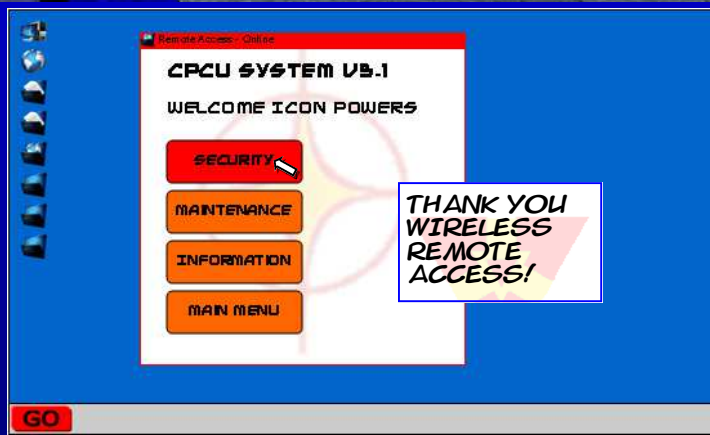 Remote Access - Online
CPCU SYSTEM V3.1
WELCOME ICON POWERS
SECURITY
MAINTENANCE
INFORMATION
MAIN MENU
THANK YOU
WIRELESS
REMOTE
ACCESS!
GO